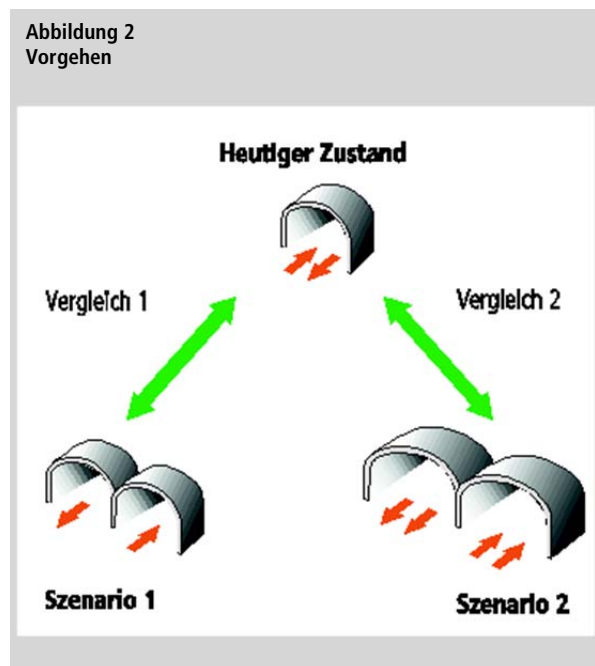 Abbildung 2
Vorgehen
Heutiger Zustand
Vergleich 1
Vergleich 2
Szenario 1
Szenario 2